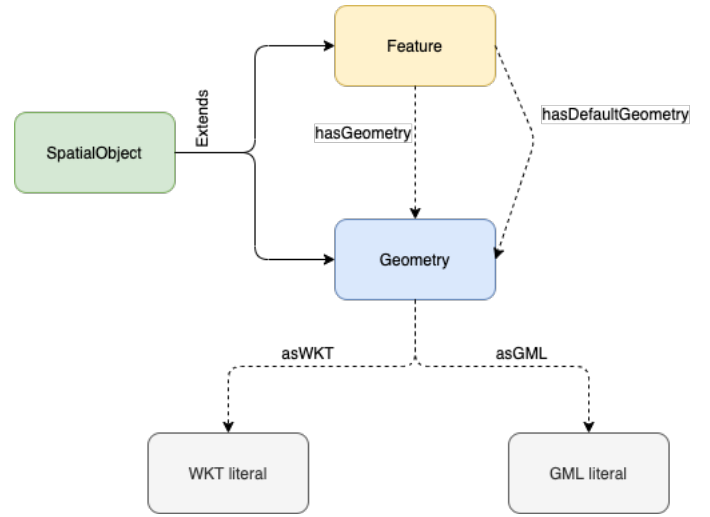 Feature
hasDefaultGeometry
Extends
hasGeometry
SpatialObject
Geometry
asWKT
asGML
WKT literal
GML literal